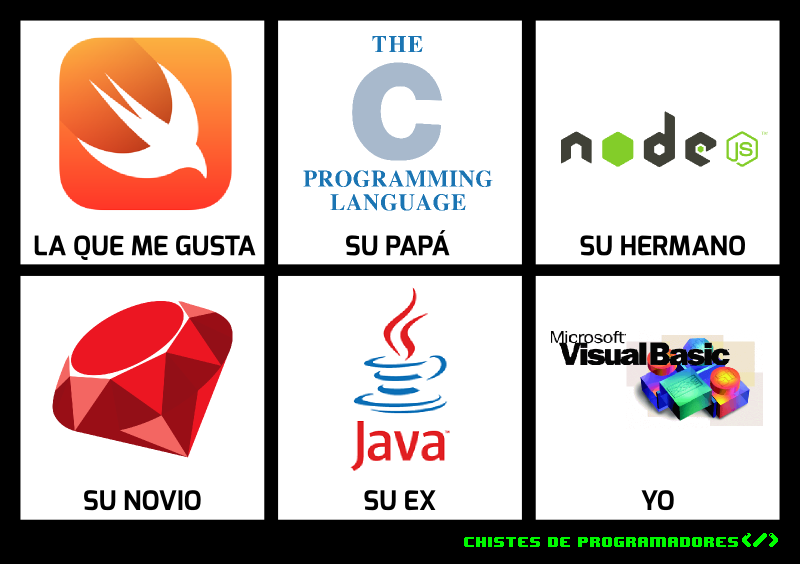 THE
C
PROGRAMMING
LANGUAGE
node
JS
LA QUE ME GUSTA
SU PAPÁ
SU HERMANO
Java
Microsoft
Visual Basic
SU NOVIO
SU EX
YO
CHISTES DE PROGRAMADORES</>